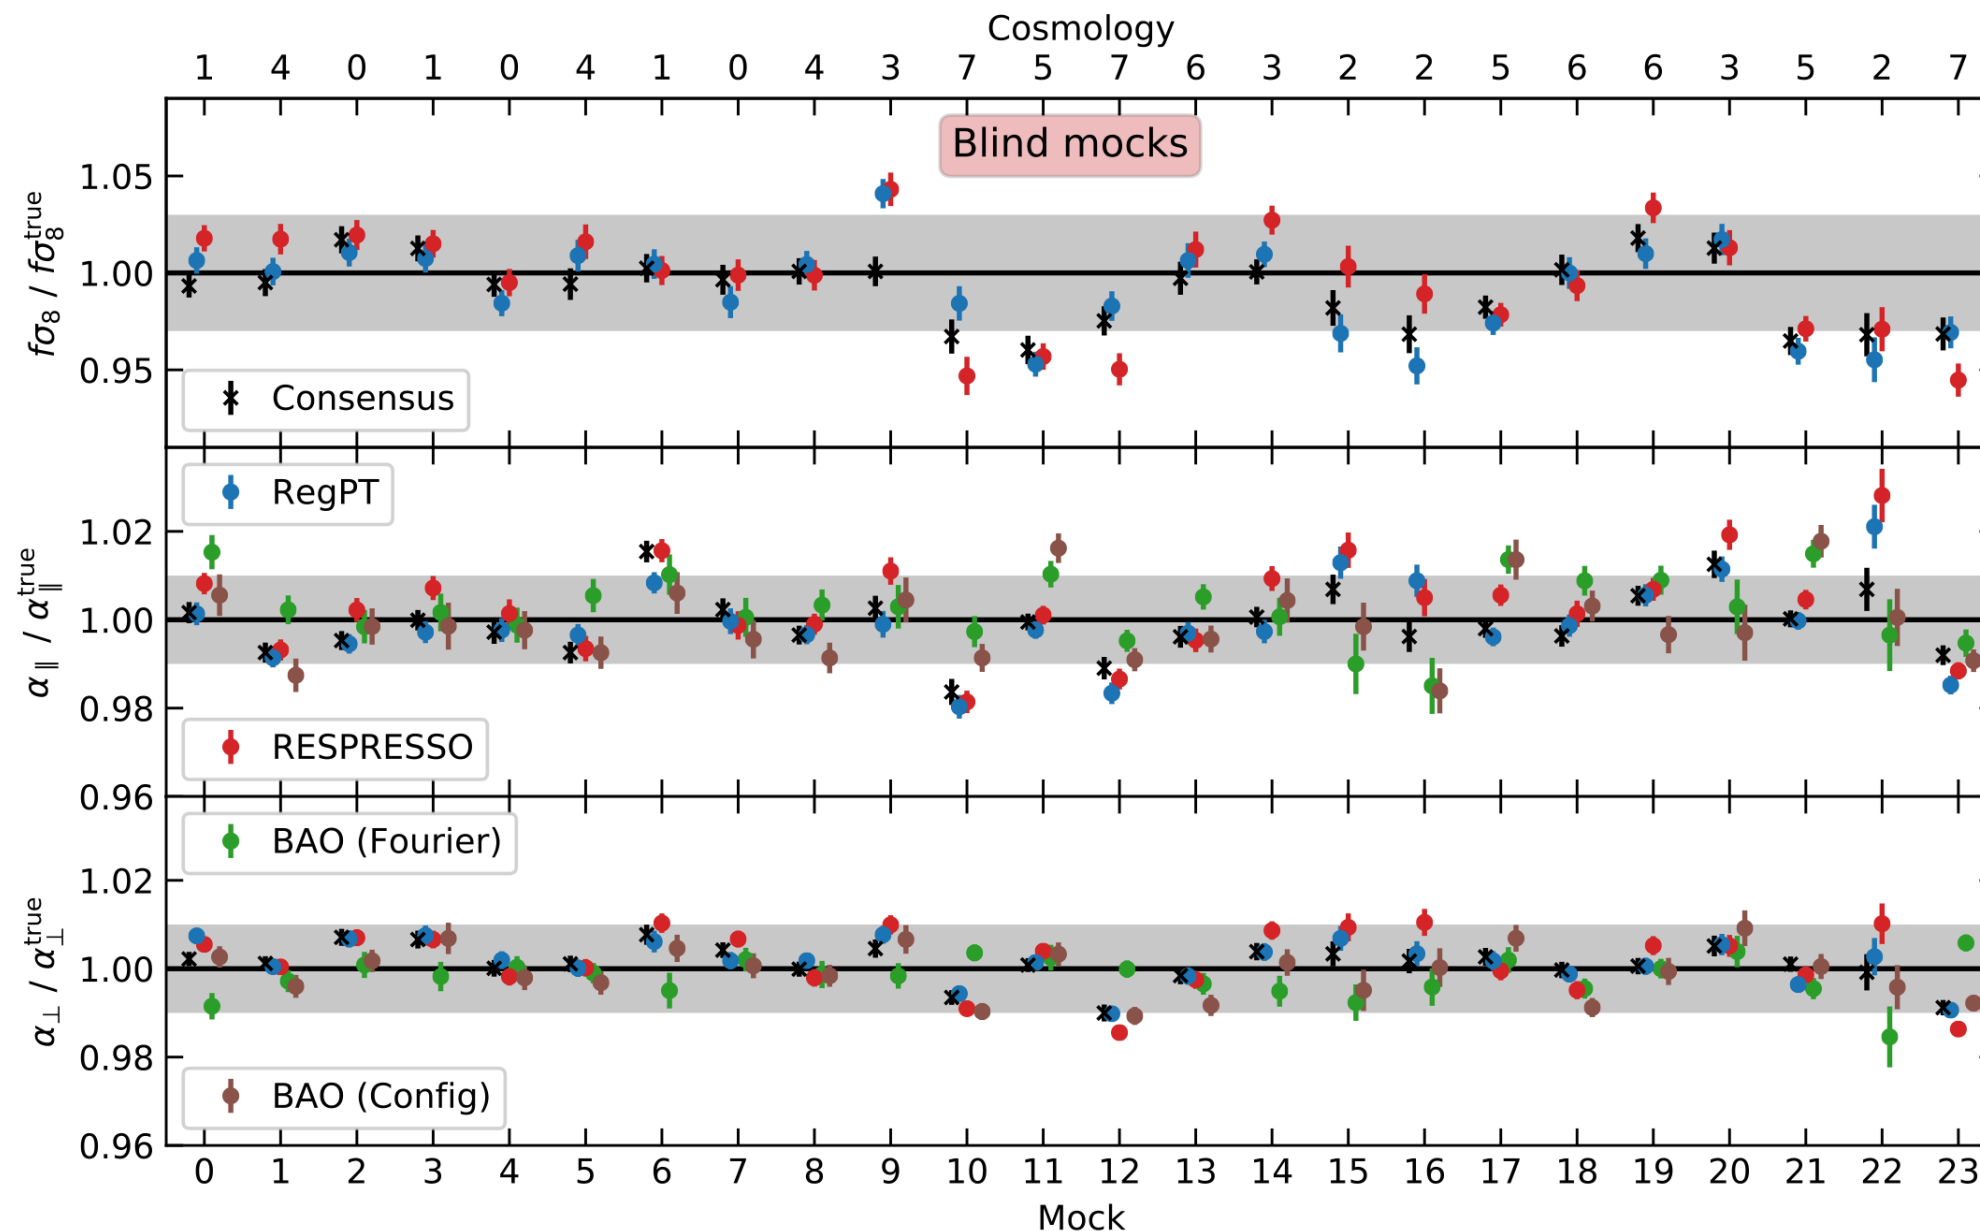 Cosmology
1 4 0 1 0 4 1 0 4 3 7 5 7 6 3 2 2 5 6 6 3 5 2 7
Blind mocks
fσ₈ / fσ₈^true
1.05
1.00
0.95
Consensus
RegPT
α∥ / α∥^true
1.02
1.00
0.98
0.96
RESPRESSO
BAO (Fourier)
α⊥ / α⊥^true
1.02
1.00
0.98
0.96
BAO (Config)
0 1 2 3 4 5 6 7 8 9 10 11 12 13 14 15 16 17 18 19 20 21 22 23
Mock